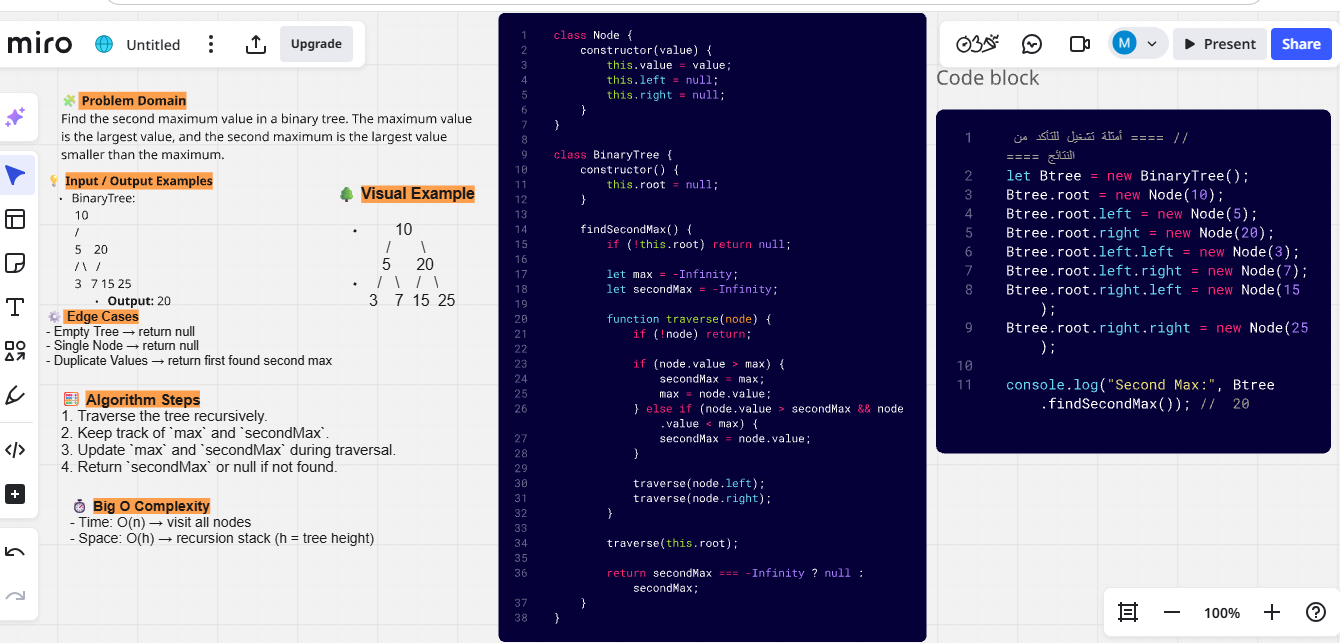 miro
Untitled
Upgrade
M
Present
Share
Problem Domain
Find the second maximum value in a binary tree. The maximum value
is the largest value, and the second maximum is the largest value
smaller than the maximum.
Input / Output Examples
• BinaryTree:
10
/
5 20
/ \ /
3 7 15 25
• Output: 20
Edge Cases
- Empty Tree → return null
- Single Node → return null
- Duplicate Values → return first found second max
Visual Example
• 10
/ \
5 20
• / \ / \
3 7 15 25
Algorithm Steps
1. Traverse the tree recursively.
2. Keep track of `max` and `secondMax`.
3. Update `max` and `secondMax` during traversal.
4. Return `secondMax` or null if not found.
Big O Complexity
- Time: O(n) → visit all nodes
- Space: O(h) → recursion stack (h = tree height)
1 class Node {
2 constructor(value) {
3 this.value = value;
4 this.left = null;
5 this.right = null;
6 }
7 }
8
9 class BinaryTree {
10 constructor() {
11 this.root = null;
12 }
13
14 findSecondMax() {
15 if (!this.root) return null;
16
17 let max = -Infinity;
18 let secondMax = -Infinity;
19
20 function traverse(node) {
21 if (!node) return;
22
23 if (node.value > max) {
24 secondMax = max;
25 max = node.value;
26 } else if (node.value > secondMax && node
.value < max) {
27 secondMax = node.value;
28 }
29
30 traverse(node.left);
31 traverse(node.right);
32 }
33
34 traverse(this.root);
35
36 return secondMax === -Infinity ? null :
secondMax;
37 }
38 }
Code block
1 // ==== أمثلة تشغيل للتأكد من
النتائج ====
2 let Btree = new BinaryTree();
3 Btree.root = new Node(10);
4 Btree.root.left = new Node(5);
5 Btree.root.right = new Node(20);
6 Btree.root.left.left = new Node(3);
7 Btree.root.left.right = new Node(7);
8 Btree.root.right.left = new Node(15
);
9 Btree.root.right.right = new Node(25
);
10
11 console.log("Second Max:", Btree
.findSecondMax()); // 20
100%